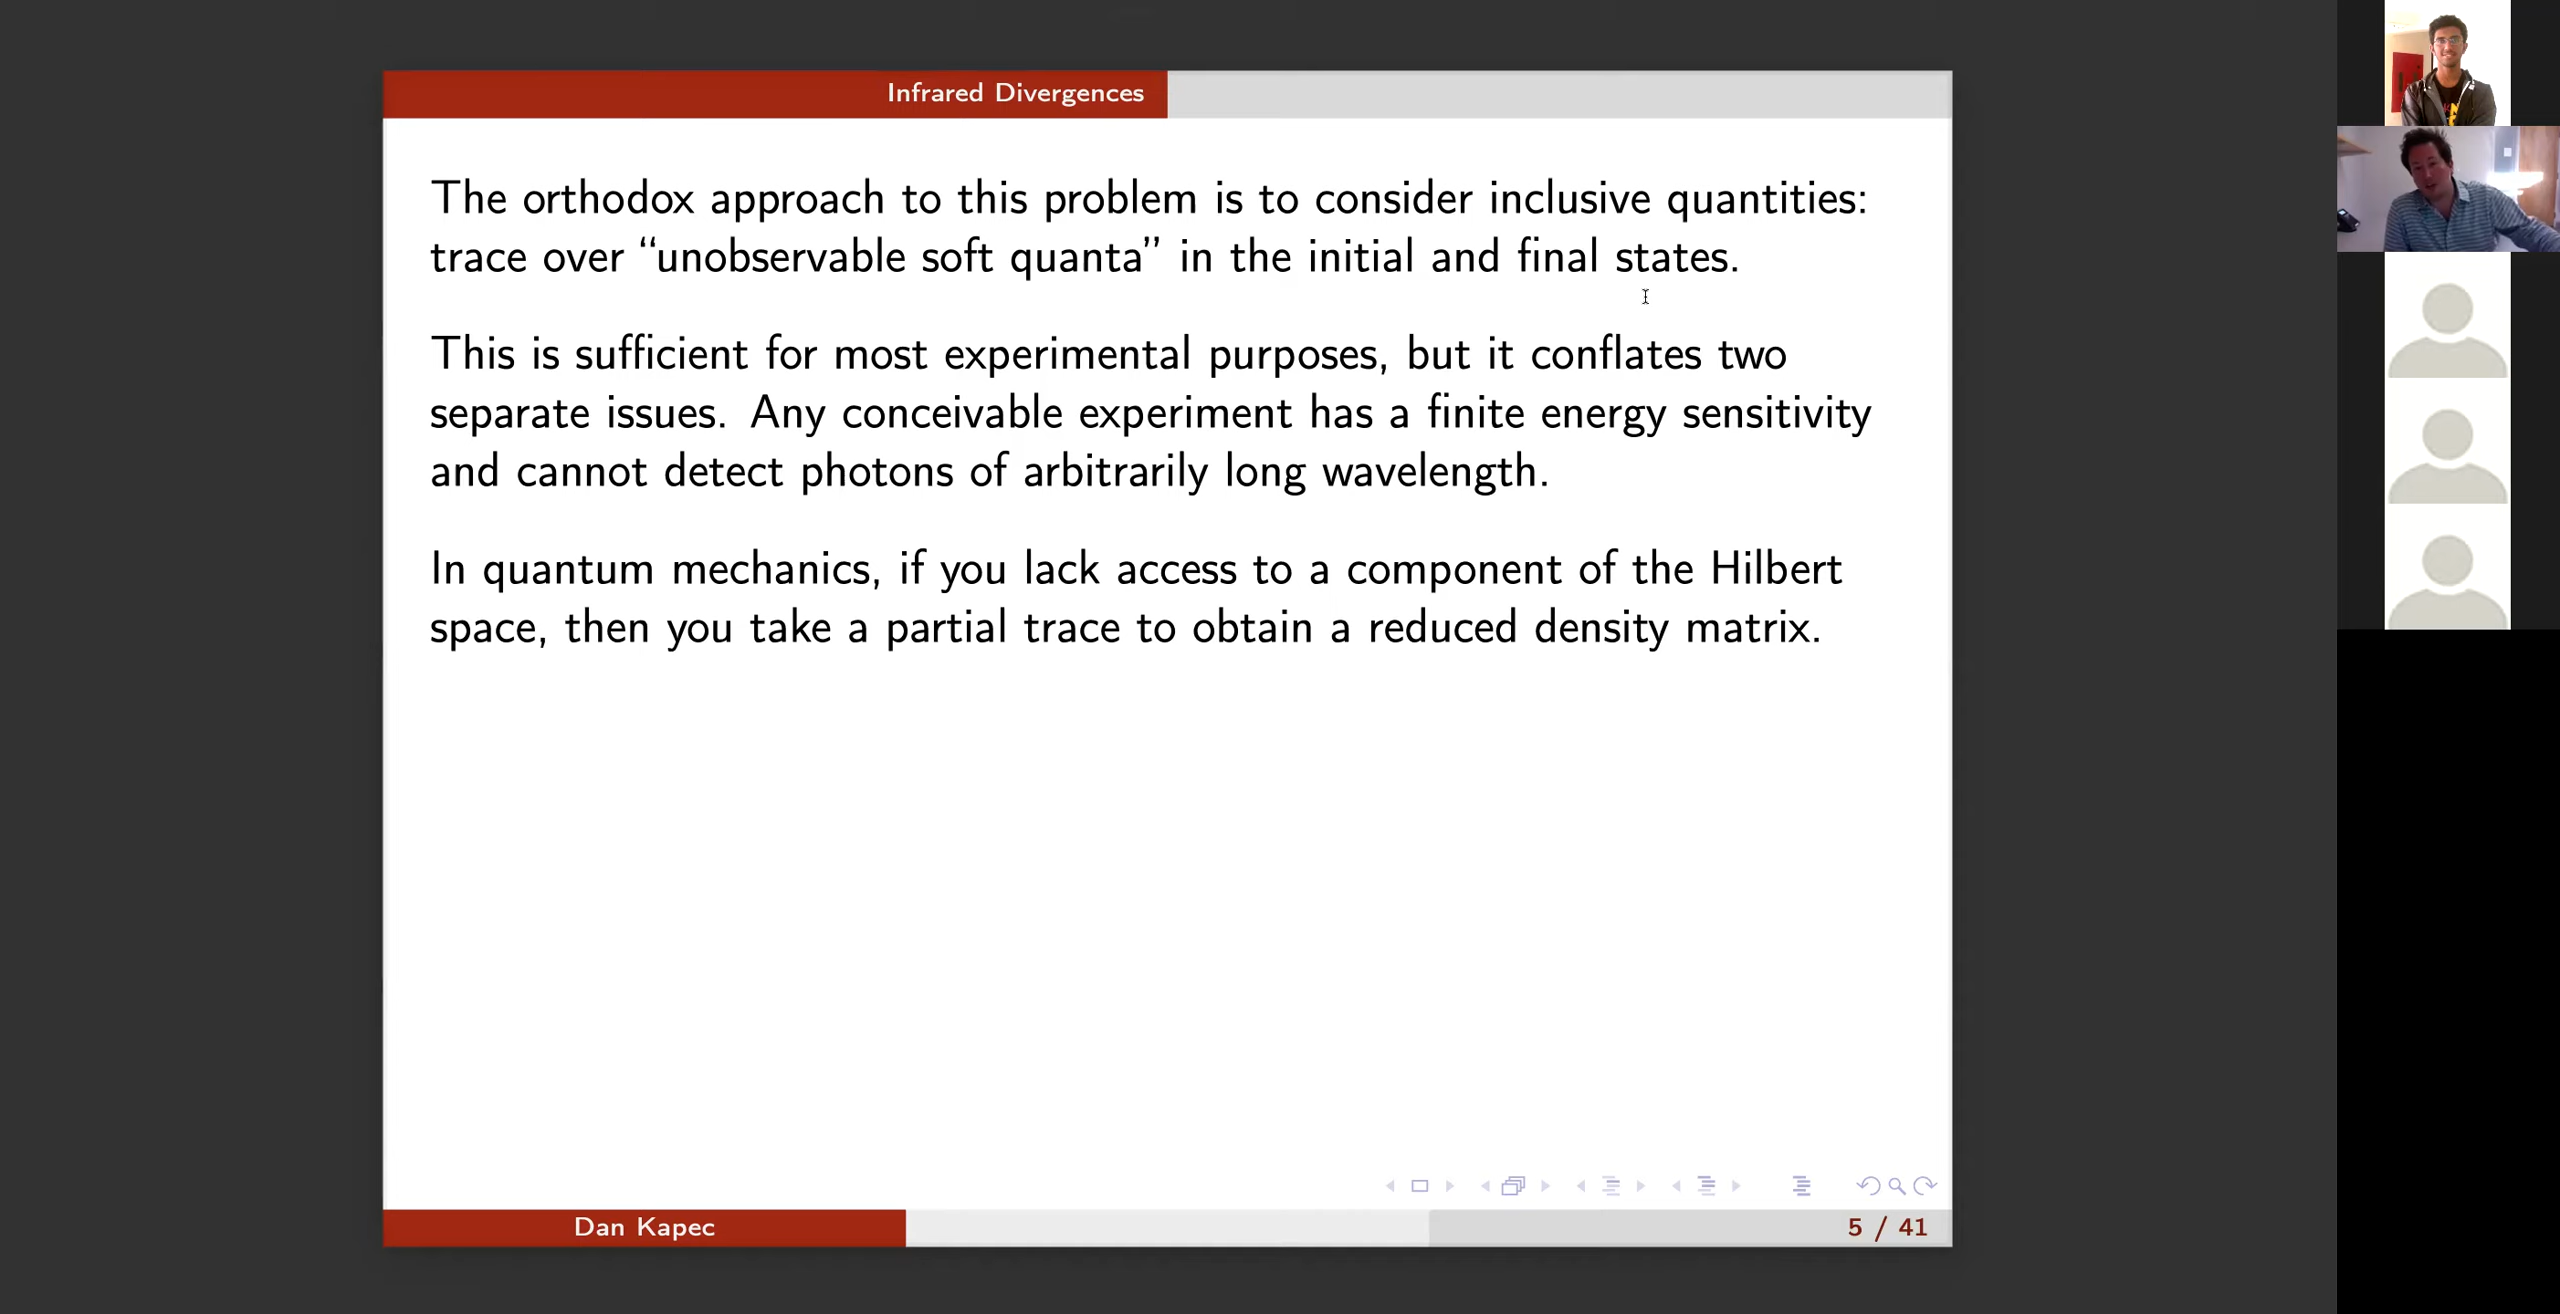 Infrared Divergences
The orthodox approach to this problem is to consider inclusive quantities:
trace over “unobservable soft quanta” in the initial and final states.
This is sufficient for most experimental purposes, but it conflates two
separate issues. Any conceivable experiment has a finite energy sensitivity
and cannot detect photons of arbitrarily long wavelength.
In quantum mechanics, if you lack access to a component of the Hilbert
space, then you take a partial trace to obtain a reduced density matrix.
Dan Kapec
5 / 41